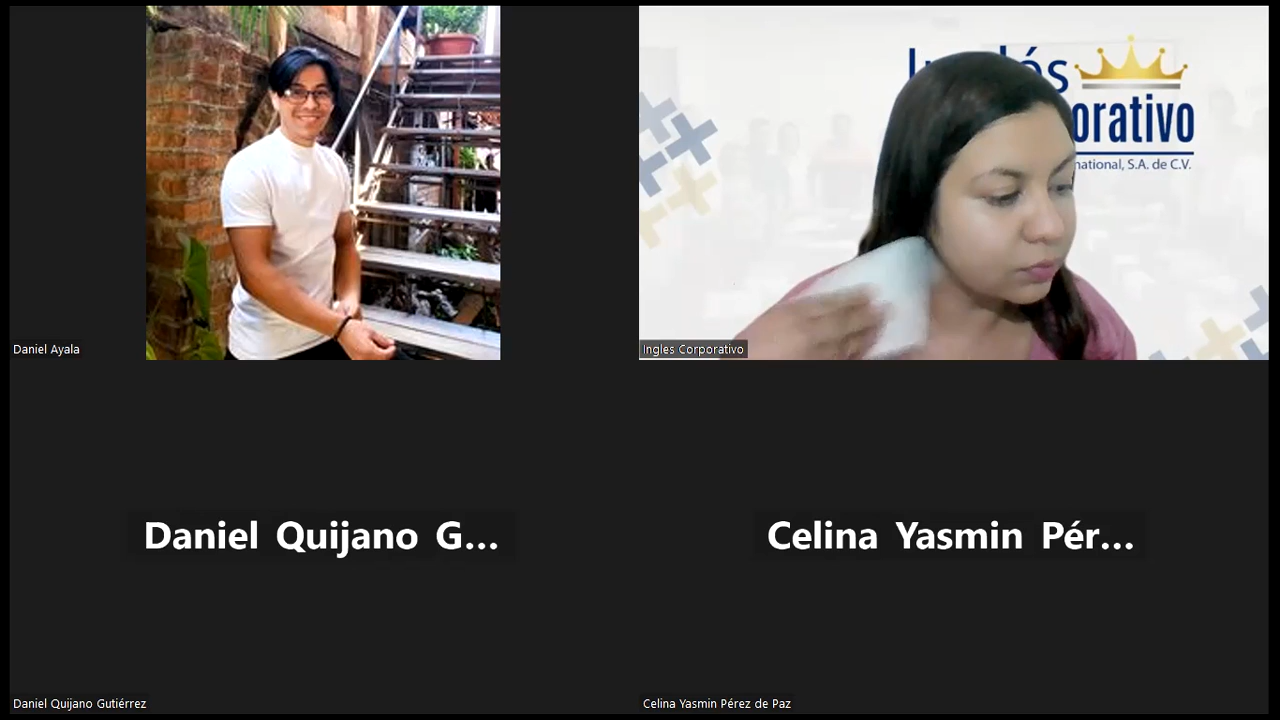 Daniel Ayala
orativo
national, S.A. de C.V.
Ingles Corporativo
Daniel Quijano G...
Celina Yasmin Pér...
Daniel Quijano Gutiérrez
Celina Yasmin Pérez de Paz